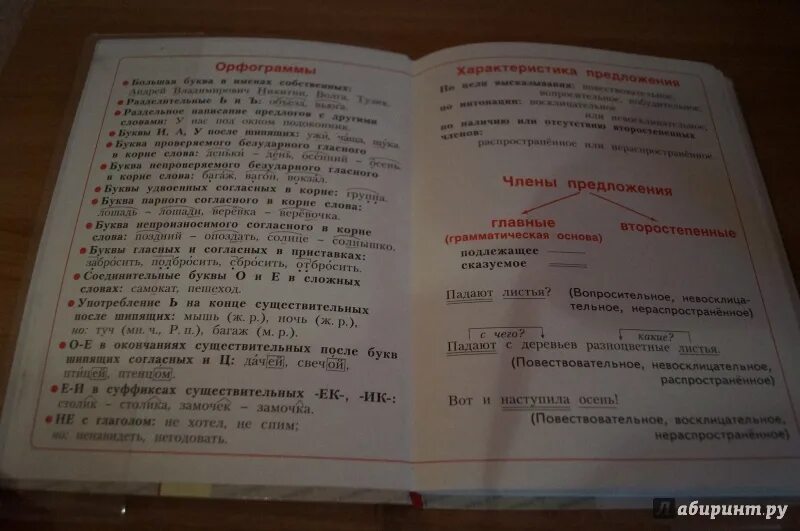 Орфограммы
• Большая буква в именах собственных:
Андрей Владимирович Никитин, Волга, Тузек.
• Разделительные Ь и Ъ: объезд, вьюга.
• Раздельное написание предлогов с другими
словами: У нас под окном подоконник.
• Буквы И, А, У после шипящих: ужи, чаща, щука.
• Буква проверяемого безударного гласного
в корне слова: деньки – день, осенний – осень.
• Буква непроверяемого безударного гласного
в корне слова: багаж, вагон, вокзал.
• Буквы удвоенных согласных в корне: группа.
• Буква парного согласного в корне слова:
лошадь – лошади, верёвка – верёвочка.
• Буква непроизносимого согласного в корне
слова: поздний – опоздать, солнце – солнышко.
• Буквы гласных и согласных в приставках:
забросить, подбросить, сбросить, отбросить.
• Соединительные буквы О и Е в сложных
словах: самокат, пешеход.
• Употребление Ь на конце существительных
после шипящих: мышь (ж. р.), ночь (ж. р.),
но: туч (мн. ч., Р. п.), багаж (м. р.).
• О-Е в окончаниях существительных после букв
шипящих согласных и Ц: дачей, свечой,
птицей, птенцом.
• Е-И в суффиксах существительных -ЕК-, -ИК-:
столик – столика, замочек – замочка.
• НЕ с глаголом: не хотел, не спим;
но: ненавидеть, негодовать.
Характеристика предложения
По цели высказывания: повествовательное,
вопросительное, побудительное;
по интонации: восклицательное
или невосклицательное,
по наличию или отсутствию второстепенных
членов:
распространённое или нераспространённое.
Члены предложения
главные
(грамматическая основа)
второстепенные
подлежащее
сказуемое
Падают листья? (Вопросительное, невосклица-
тельное, нераспространённое)
с чего? какие?
Падают с деревьев разноцветные листья.
(Повествовательное, невосклицательное,
распространённое)
Вот и наступила осень!
(Повествовательное, восклицательное,
нераспространённое)
Лабиринт.ру